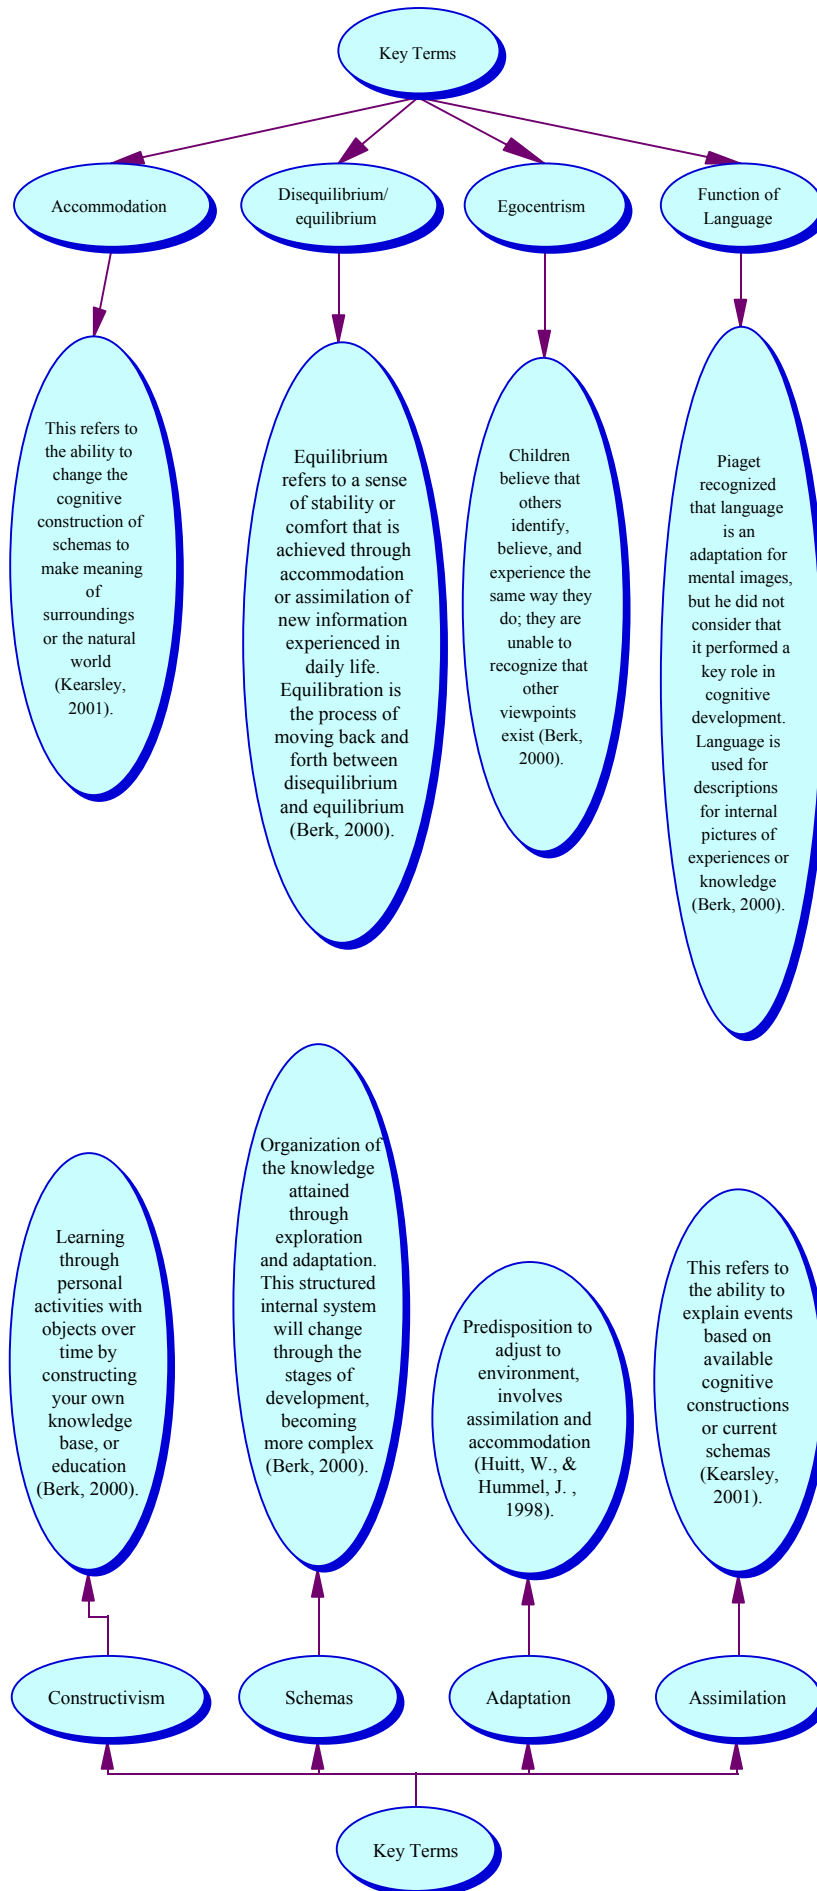 Key Terms
Accommodation
Disequilibrium/
equilibrium
Egocentrism
Function of
Language
This refers to
the ability to
change the
cognitive
construction of
schemas to
make meaning
of
surroundings
or the natural
world
(Kearsley,
2001).
Equilibrium
refers to a sense
of stability or
comfort that is
achieved through
accommodation
or assimilation of
new information
experienced in
daily life.
Equilibration is
the process of
moving back and
forth between
disequilibrium
and equilibrium
(Berk, 2000).
Children
believe that
others
identify,
believe, and
experience the
same way they
do; they are
unable to
recognize that
other
viewpoints
exist (Berk,
2000).
Piaget
recognized
that language
is an
adaptation for
mental images,
but he did not
consider that
it performed a
key role in
cognitive
development.
Language is
used for
descriptions
for internal
pictures of
experiences or
knowledge
(Berk, 2000).
Learning
through
personal
activities with
objects over
time by
constructing
your own
knowledge
base, or
education
(Berk, 2000).
Organization of
the knowledge
attained
through
exploration
and adaptation.
This structured
internal system
will change
through the
stages of
development,
becoming
more complex
(Berk, 2000).
Predisposition to
adjust to
environment,
involves
assimilation and
accommodation
(Huitt, W., &
Hummel, J. ,
1998).
This refers to
the ability to
explain events
based on
available
cognitive
constructions
or current
schemas
(Kearsley,
2001).
Constructivism
Schemas
Adaptation
Assimilation
Key Terms